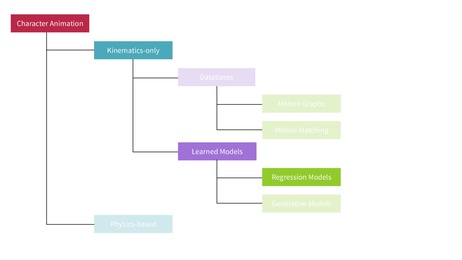 Character Animation
Kinematics-only
Databases
Motion Graphs
Motion Matching
Learned Models
Regression Models
Generative Models
Physics-based